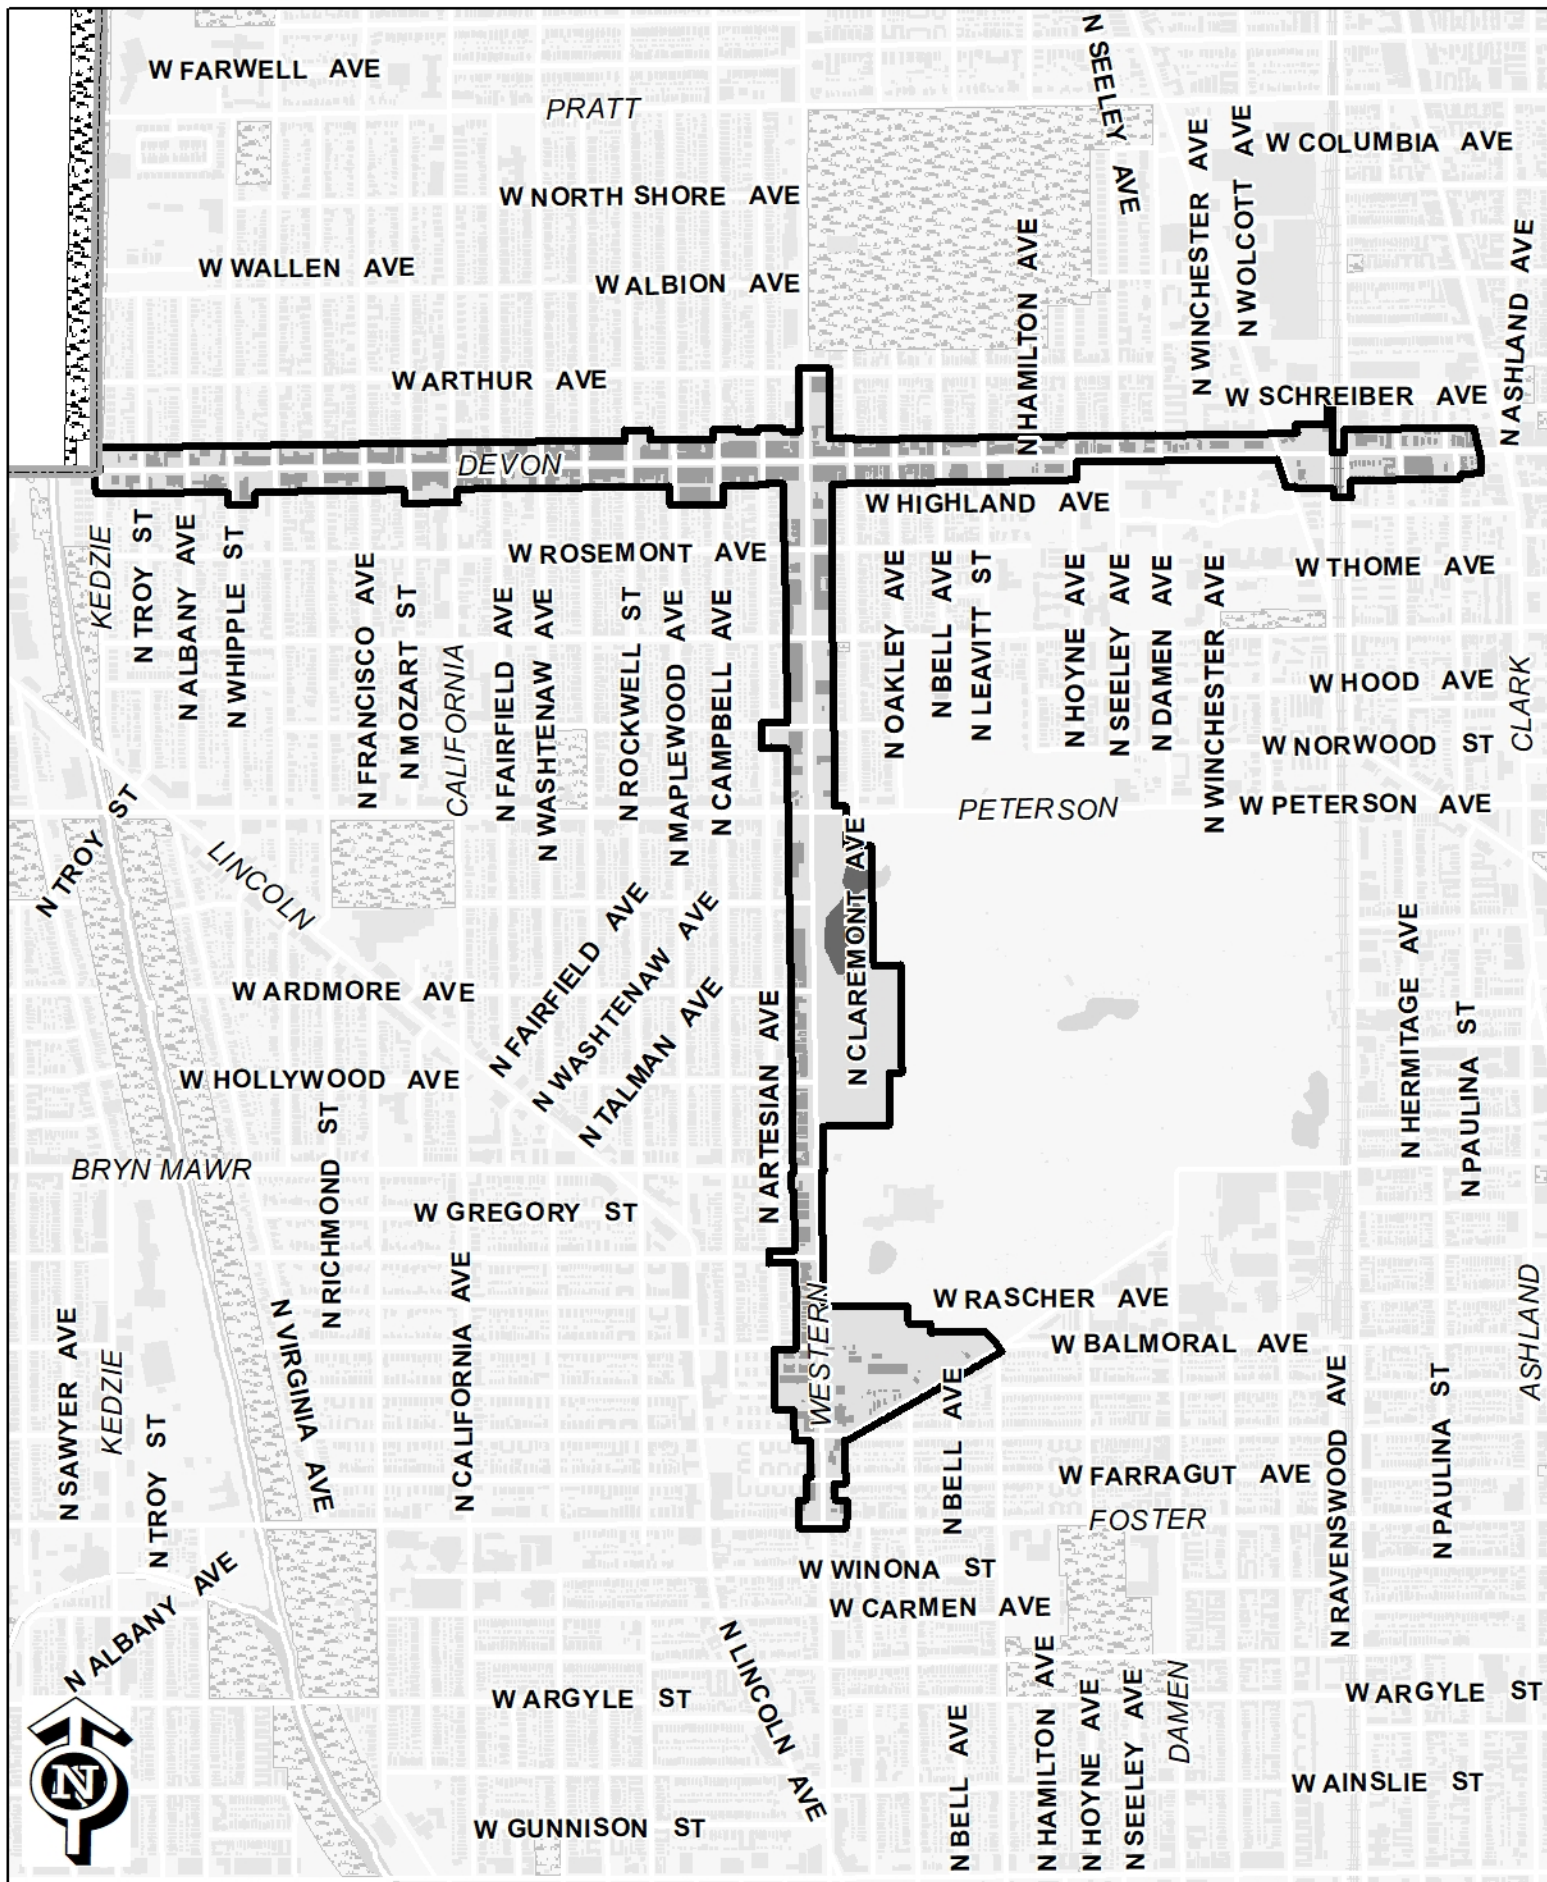 N SEELEY AVE
W FARWELL AVE
PRATT
W COLUMBIA AVE
N WINCHESTER AVE
N WOLCOTT AVE
W NORTH SHORE AVE
N HAMILTON AVE
N ASHLAND AVE
W WALLEN AVE
W ALBION AVE
W ARTHUR AVE
W SCHREIBER AVE
DEVON
W HIGHLAND AVE
KEDZIE
N TROY ST
N ALBANY AVE
N WHIPPLE ST
W ROSEMONT AVE
W THOME AVE
N FRANCISCO AVE
N MOZART ST
CALIFORNIA
N FAIRFIELD AVE
N WASHTENAW AVE
N ROCKWELL ST
N MAPLEWOOD AVE
N CAMPBELL AVE
N OAKLEY AVE
N BELL AVE
N LEAVITT ST
N HOYNE AVE
N SEELEY AVE
N DAMEN AVE
N WINCHESTER AVE
W HOOD AVE
CLARK
W NORWOOD ST
PETERSON
W PETERSON AVE
N TROY ST
LINCOLN
N CLAREMONT AVE
N FAIRFIELD AVE
N WASHTENAW AVE
N TALMAN AVE
W ARDMORE AVE
N ARTESIAN AVE
N HERMITAGE AVE
N PAULINA ST
W HOLLYWOOD AVE
N RICHMOND ST
BRYN MAWR
W GREGORY ST
N CALIFORNIA AVE
W RASCHER AVE
WESTERN
W BALMORAL AVE
ASHLAND
N SAWYER AVE
KEDZIE
N TROY ST
N VIRGINIA AVE
N BELL AVE
N RAVENSWOOD AVE
N PAULINA ST
W FARRAGUT AVE
FOSTER
W WINONA ST
W CARMEN AVE
N ALBANY AVE
N LINCOLN AVE
W ARGYLE ST
N BELL AVE
N HAMILTON AVE
N HOYNE AVE
N SEELEY AVE
DAMEN
W ARGYLE ST
N
W AINSLIE ST
W GUNNISON ST